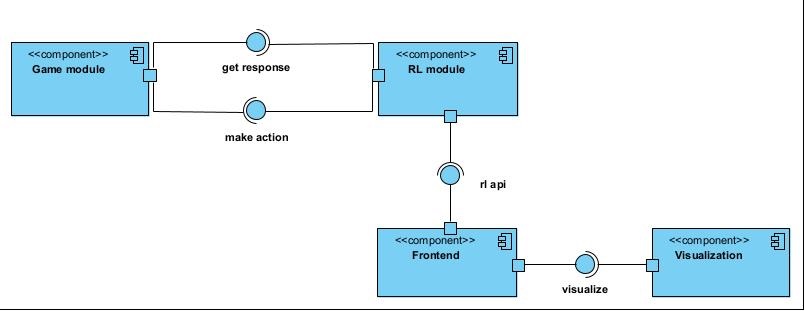 <<component>>
Game module
get response
make action
<<component>>
RL module
rl api
<<component>>
Frontend
visualize
<<component>>
Visualization